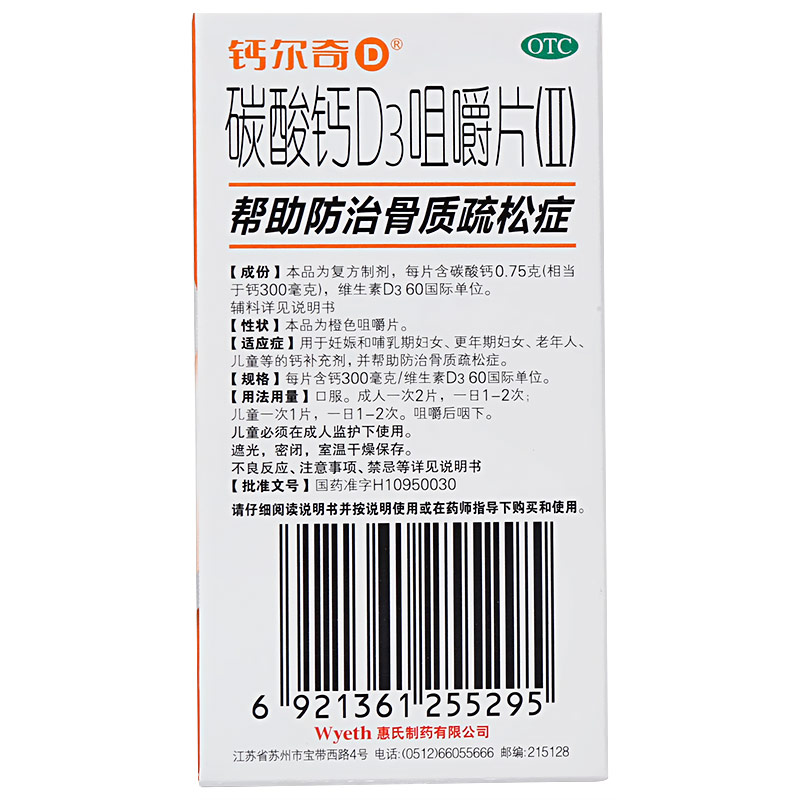 钙尔奇D®
OTC
碳酸钙D3咀嚼片(Ⅱ)
帮助防治骨质疏松症
【成份】本品为复方制剂，每片含碳酸钙0.75克(相当
于钙300毫克)，维生素D3 60国际单位。
辅料详见说明书
【性状】本品为橙色咀嚼片。
【适应症】用于妊娠和哺乳期妇女、更年期妇女、老年人、
儿童等的钙补充剂，并帮助防治骨质疏松症。
【规格】每片含钙300毫克/维生素D3 60国际单位。
【用法用量】口服。成人一次2片，一日1-2次；
儿童一次1片，一日1-2次。咀嚼后咽下。
儿童必须在成人监护下使用。
遮光，密闭，室温干燥保存。
不良反应、注意事项、禁忌等详见说明书
【批准文号】国药准字H10950030
请仔细阅读说明书并按说明使用或在药师指导下购买和使用。
6 921361 255295
Wyeth 惠氏制药有限公司
江苏省苏州市宝带西路4号 电话:(0512)66055666 邮编:215128